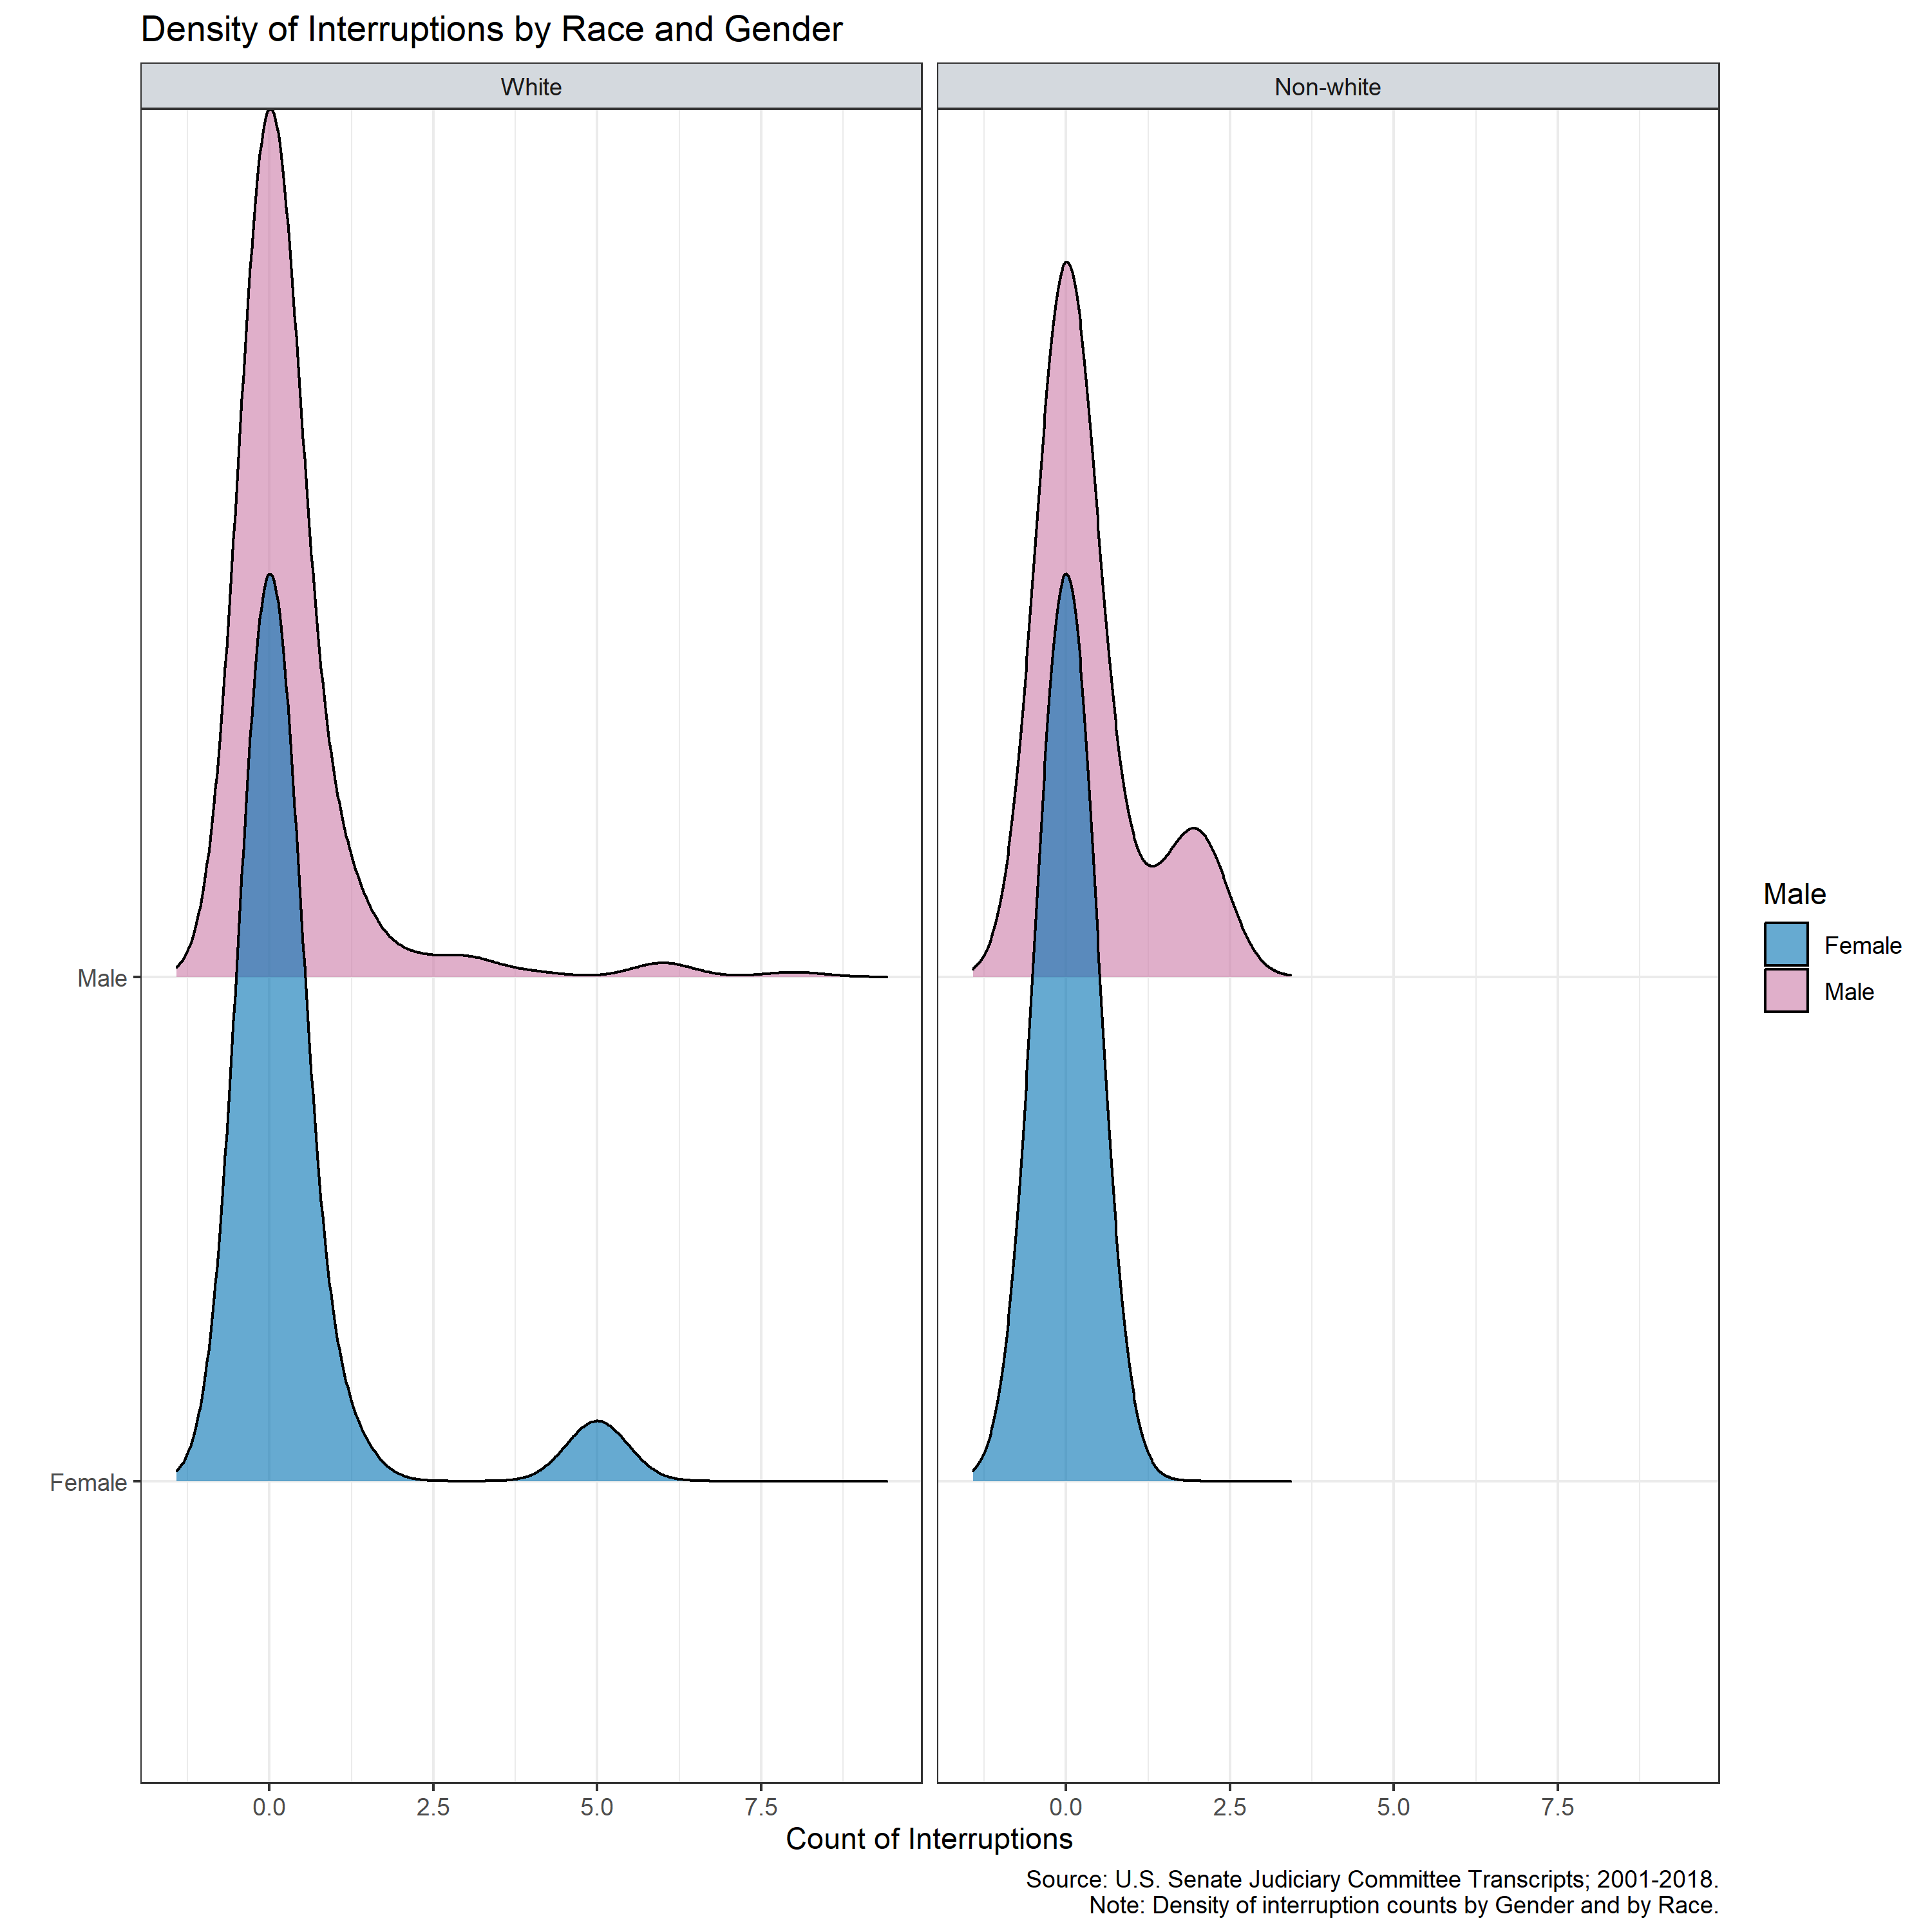 Density of Interruptions by Race and Gender
White
Non-white
Male
Female
Male
Female
Male
0.0
2.5
5.0
7.5
0.0
2.5
5.0
7.5
Count of Interruptions
Source: U.S. Senate Judiciary Committee Transcripts; 2001-2018.
Note: Density of interruption counts by Gender and by Race.